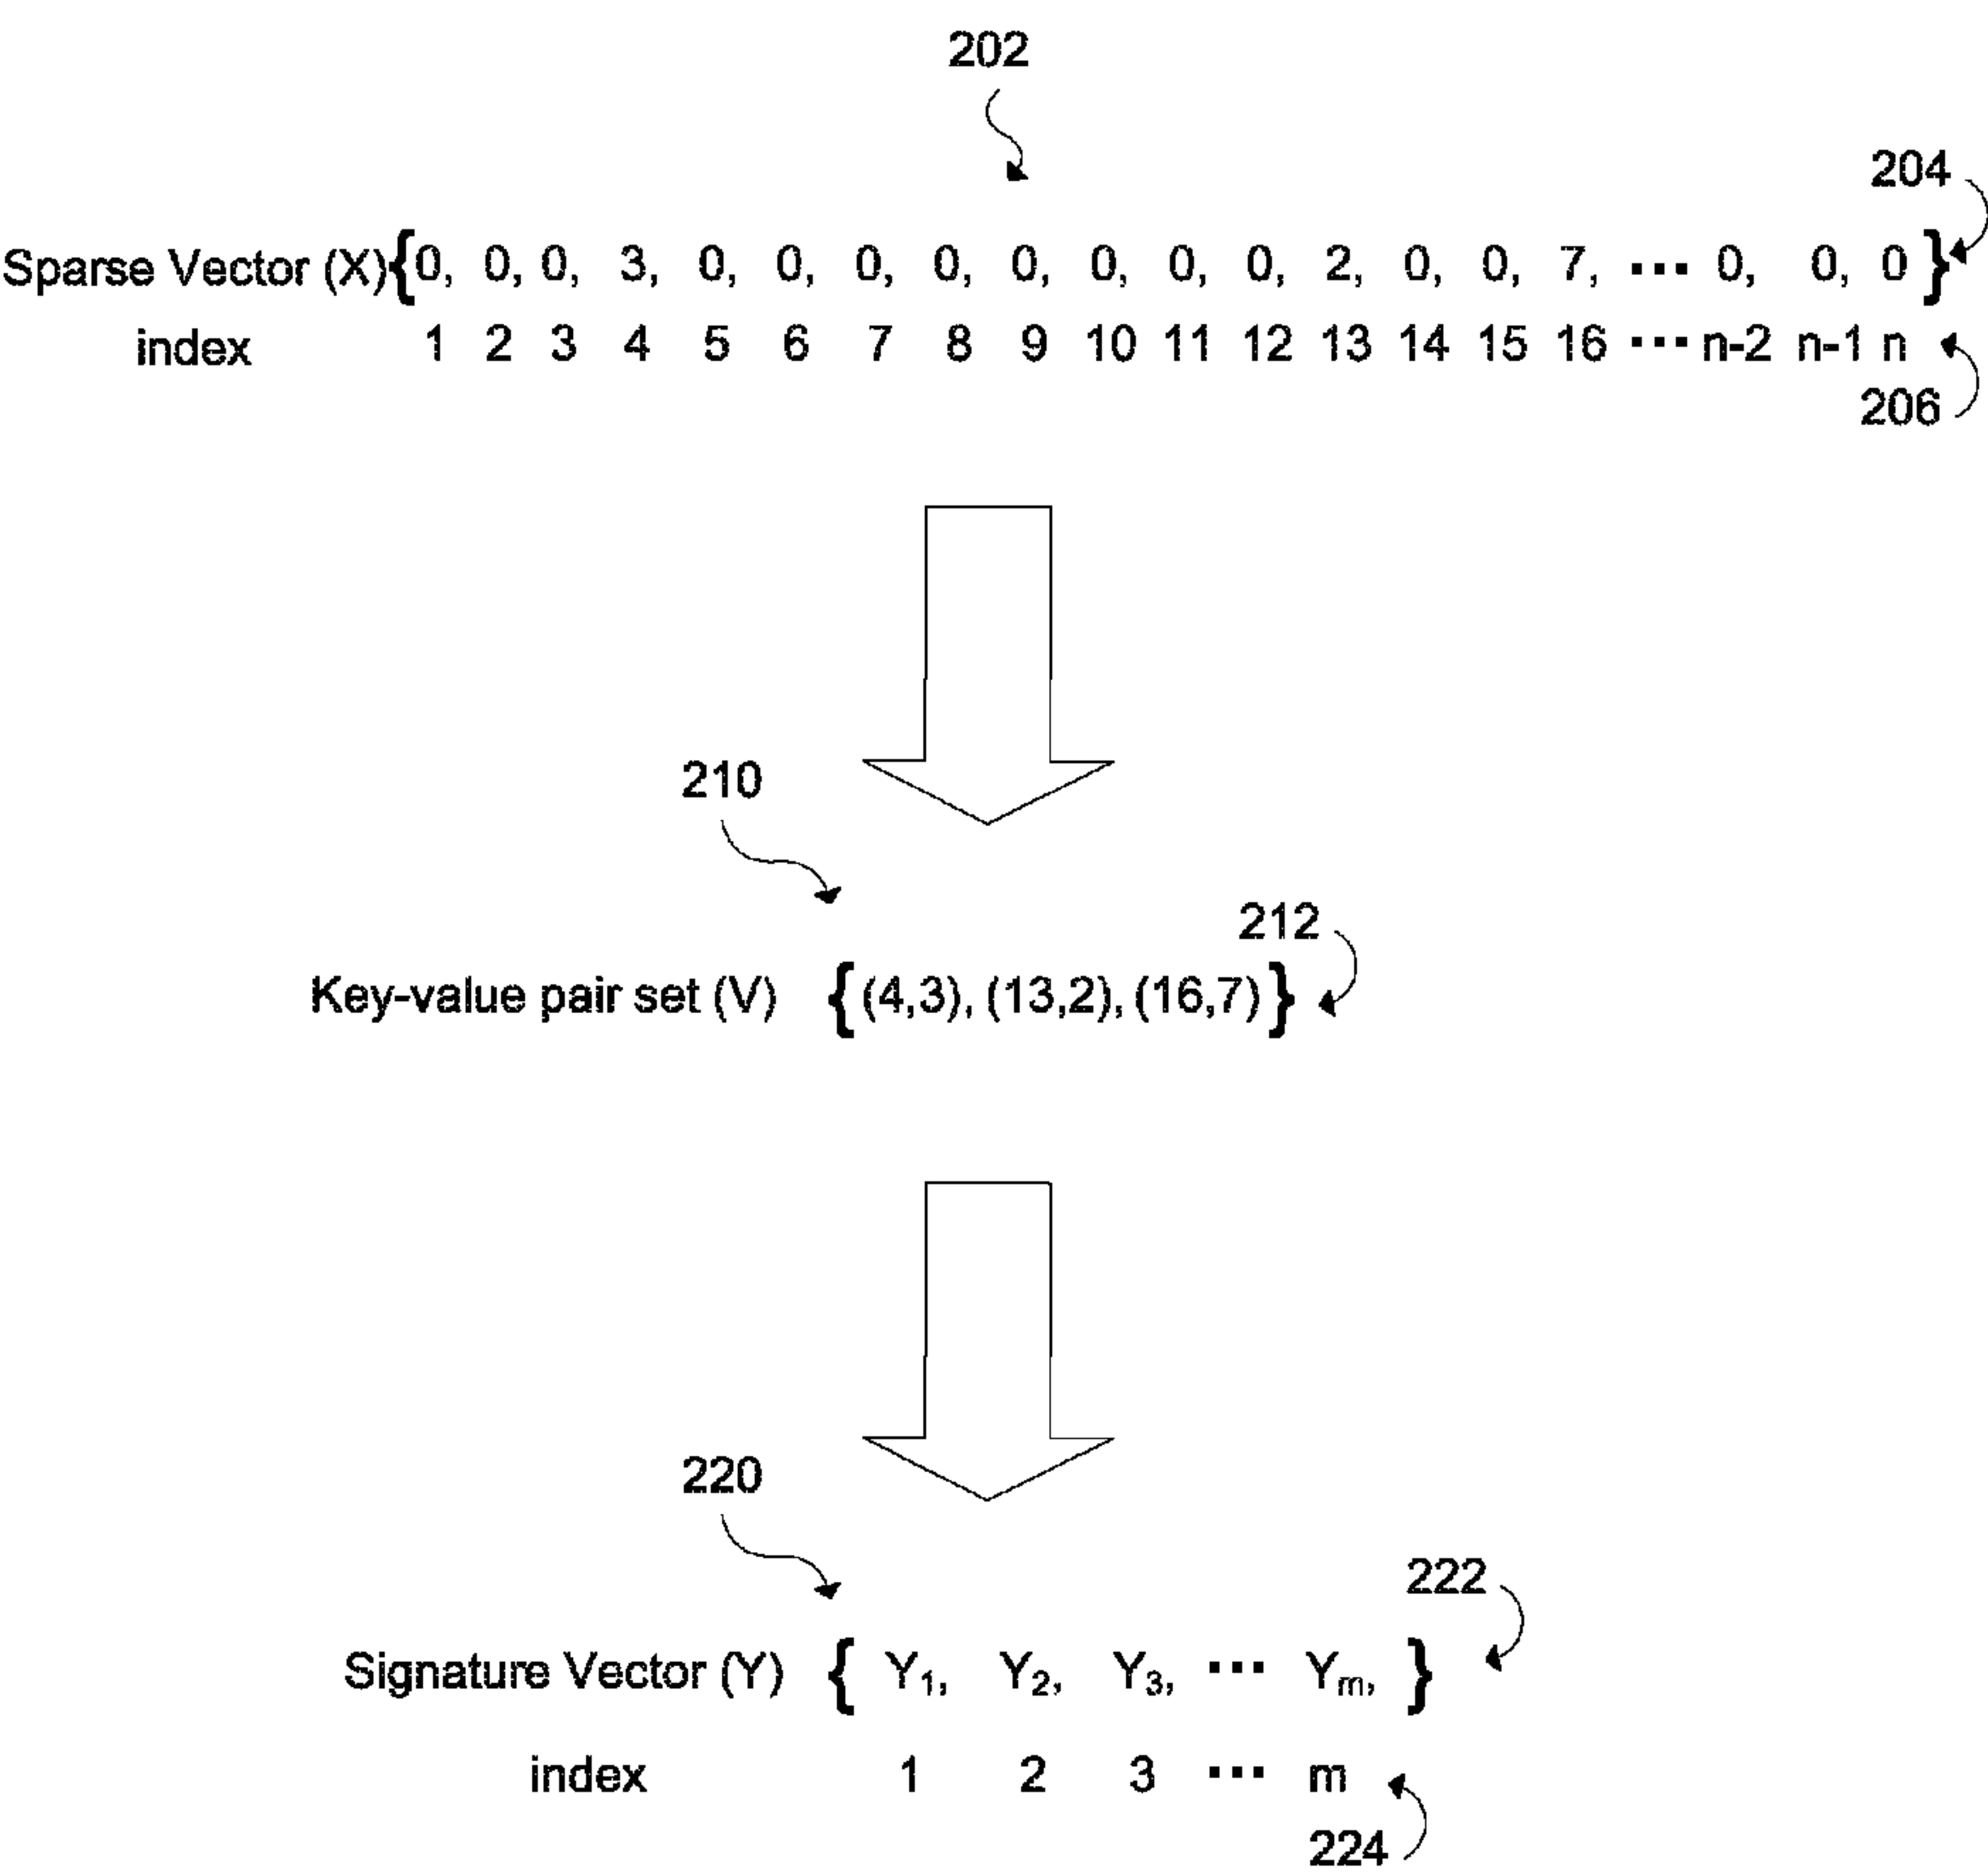 202
204
Sparse Vector (X){0, 0, 0, 3, 0, 0, 0, 0, 0, 0, 0, 0, 2, 0, 0, 7, ··· 0, 0, 0 }
index 1 2 3 4 5 6 7 8 9 10 11 12 13 14 15 16 ··· n-2 n-1 n
206
210
212
Key-value pair set (V) {(4,3), (13,2), (16,7)}
220
222
Signature Vector (Y) { Y₁, Y₂, Y₃, ··· Yₘ, }
index 1 2 3 ··· m
224